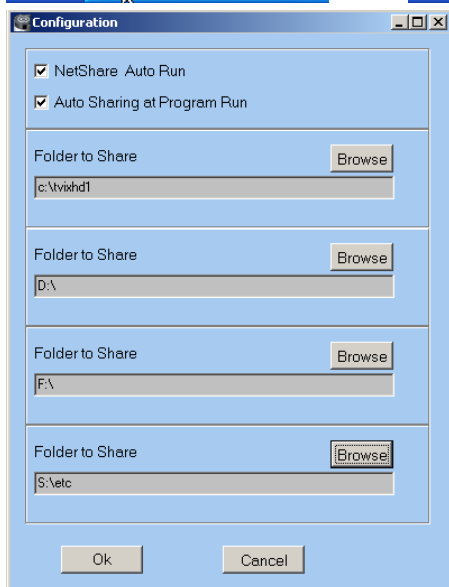 Configuration
NetShare Auto Run
Auto Sharing at Program Run
Folder to Share
Browse
c:\tvixhd1
Folder to Share
Browse
D:\
Folder to Share
Browse
F:\
Folder to Share
Browse
S:\etc
Ok
Cancel